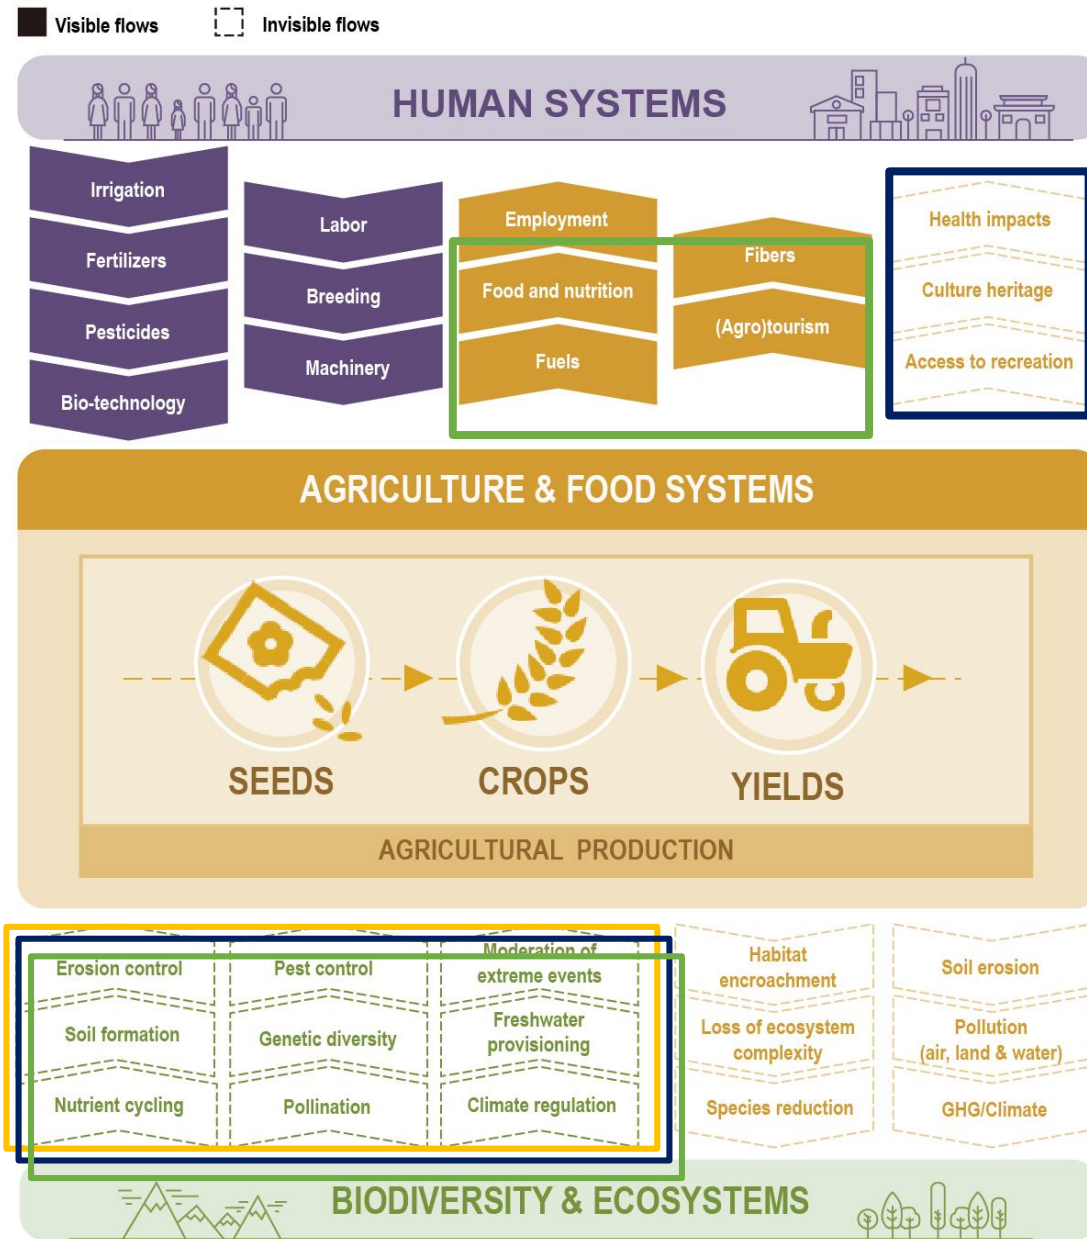 Visible flows
Invisible flows
HUMAN SYSTEMS
Irrigation
Fertilizers
Pesticides
Bio-technology
Labor
Breeding
Machinery
Employment
Food and nutrition
Fuels
Fibers
(Agro)tourism
Health impacts
Culture heritage
Access to recreation
AGRICULTURE & FOOD SYSTEMS
SEEDS
CROPS
YIELDS
AGRICULTURAL PRODUCTION
Erosion control
Soil formation
Nutrient cycling
Pest control
Genetic diversity
Pollination
Moderation of
extreme events
Freshwater
provisioning
Climate regulation
Habitat
encroachment
Loss of ecosystem
complexity
Species reduction
Soil erosion
Pollution
(air, land & water)
GHG/Climate
BIODIVERSITY & ECOSYSTEMS